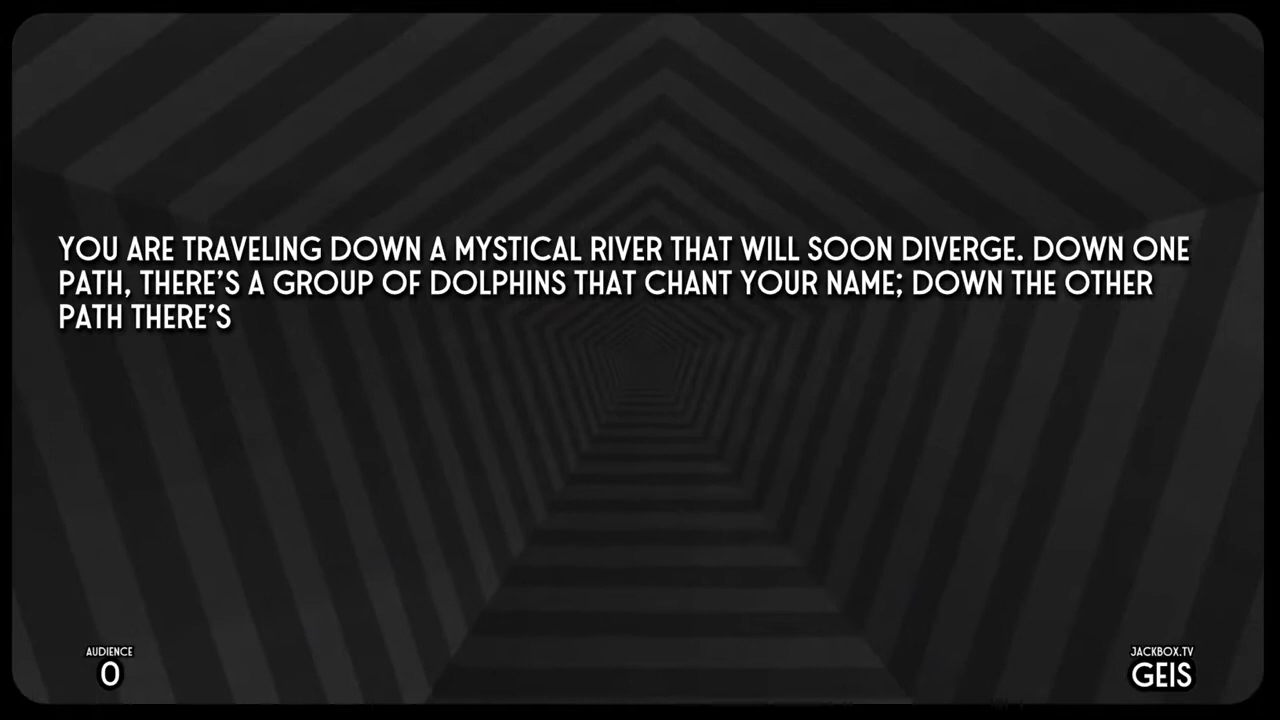 YOU ARE TRAVELING DOWN A MYSTICAL RIVER THAT WILL SOON DIVERGE. DOWN ONE
PATH, THERE'S A GROUP OF DOLPHINS THAT CHANT YOUR NAME; DOWN THE OTHER
PATH THERE'S
AUDIENCE
0
JACKBOX.TV
GEIS